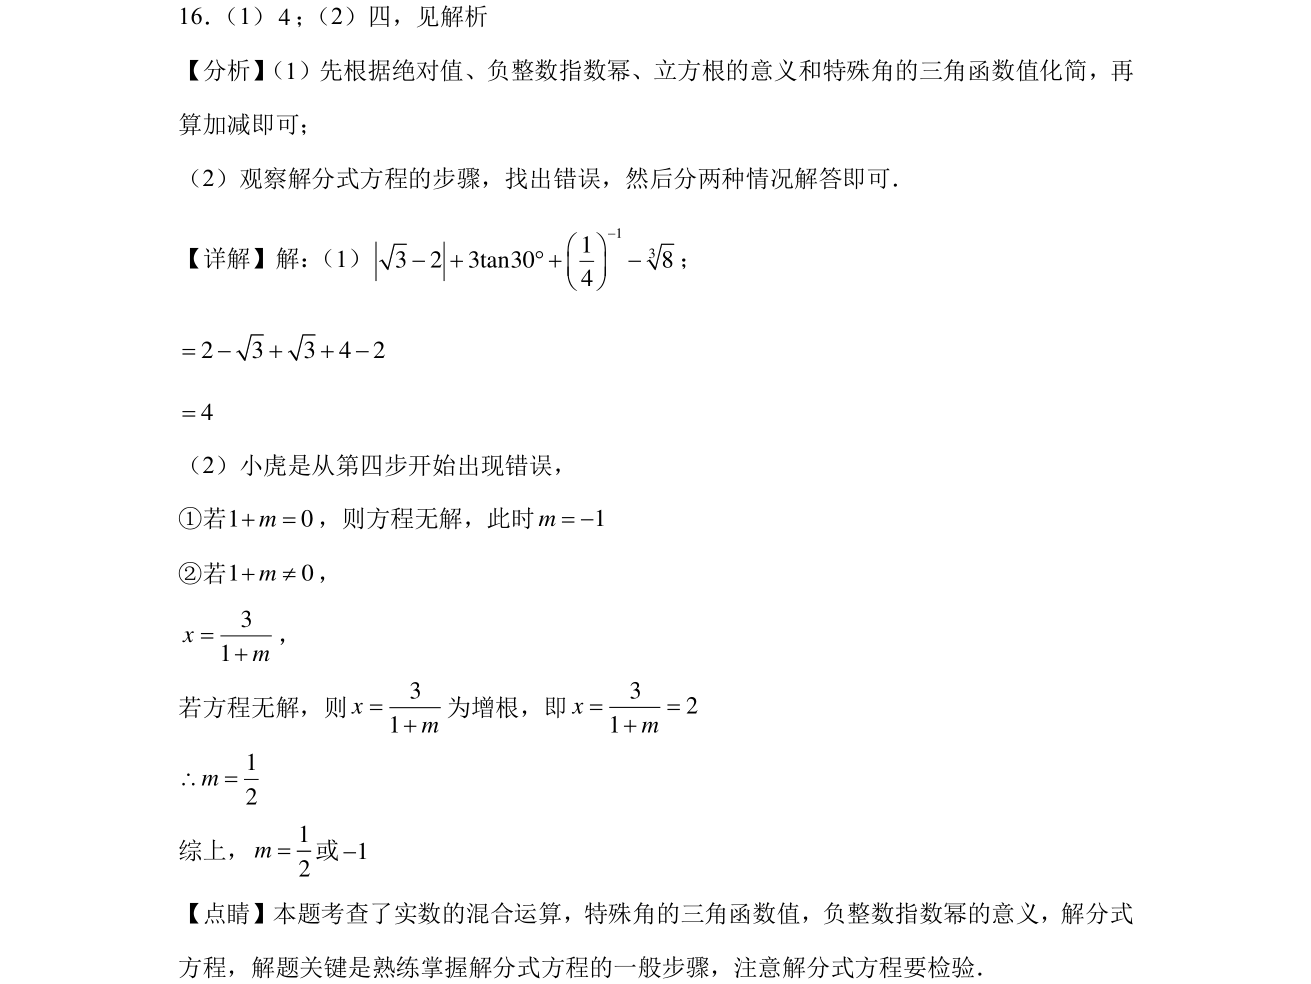 16．（1）4；（2）四，见解析
【分析】（1）先根据绝对值、负整数指数幂、立方根的意义和特殊角的三角函数值化简，再
算加减即可；
（2）观察解分式方程的步骤，找出错误，然后分两种情况解答即可．
【详解】解：（1）|√3−2|+3tan30°+(1/4)^−1−∛8；
=2−√3+√3+4−2
=4
（2）小虎是从第四步开始出现错误，
①若1+m=0，则方程无解，此时m=−1
②若1+m≠0，
x=3/(1+m)，
若方程无解，则x=3/(1+m)为增根，即x=3/(1+m)=2
∴m=1/2
综上，m=1/2或−1
【点睛】本题考查了实数的混合运算，特殊角的三角函数值，负整数指数幂的意义，解分式
方程，解题关键是熟练掌握解分式方程的一般步骤，注意解分式方程要检验．